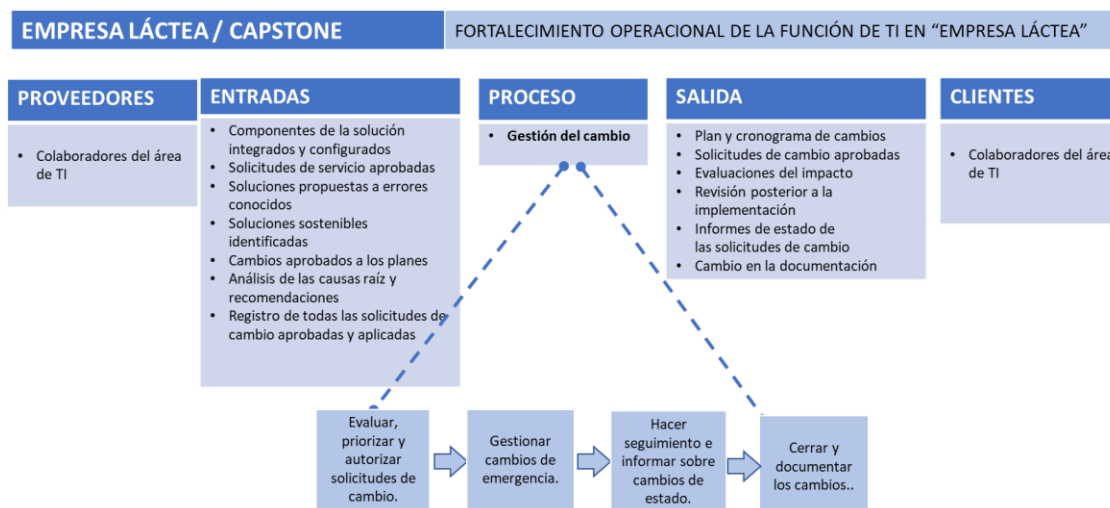 EMPRESA LÁCTEA / CAPSTONE
FORTALECIMIENTO OPERACIONAL DE LA FUNCIÓN DE TI EN “EMPRESA LÁCTEA”
PROVEEDORES
• Colaboradores del área
de TI
ENTRADAS
• Componentes de la solución
integrados y configurados
• Solicitudes de servicio aprobadas
• Soluciones propuestas a errores
conocidos
• Soluciones sostenibles
identificadas
• Cambios aprobados a los planes
• Análisis de las causas raíz y
recomendaciones
• Registro de todas las solicitudes de
cambio aprobadas y aplicadas
PROCESO
• Gestión del cambio
SALIDA
• Plan y cronograma de cambios
• Solicitudes de cambio aprobadas
• Evaluaciones del impacto
• Revisión posterior a la
implementación
• Informes de estado de
las solicitudes de cambio
• Cambio en la documentación
CLIENTES
• Colaboradores del área
de TI
Evaluar,
priorizar y
autorizar
solicitudes de
cambio.
Gestionar
cambios de
emergencia.
Hacer
seguimiento e
informar sobre
cambios de
estado.
Cerrar y
documentar
los cambios..